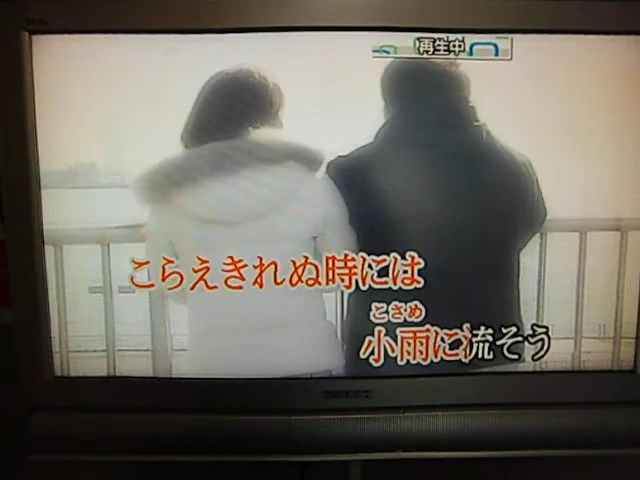 再生中
こらえきれぬ時には
こさめ
小雨に流そう